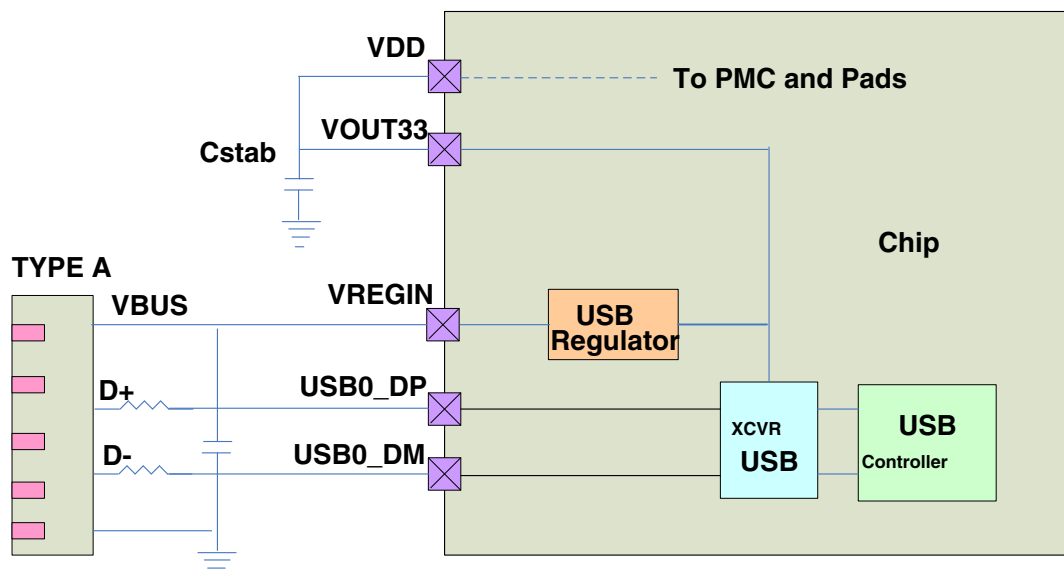 VDD
To PMC and Pads
VOUT33
Cstab
Chip
TYPE A
VBUS
VREGIN
USB
Regulator
D+
USB0_DP
XCVR
USB
USB
Controller
D-
USB0_DM